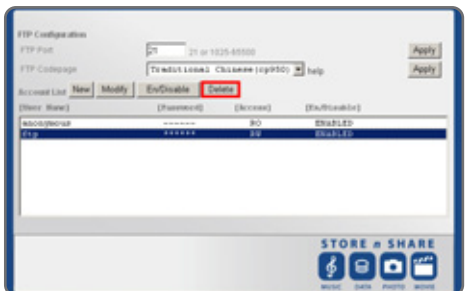 FTP Configuration
FTP Port 21 21 or 1025-65500 Apply
FTP Codepage Traditional Chinese(cp950) help Apply
Account List New Modify En/Disable Delete
(User Name) (Password) (Access) (En/Disable)
anonymous ------ RO ENABLED
ftp ****** RW ENABLED
STORE n SHARE
MUSIC DATA PHOTO MOVIE